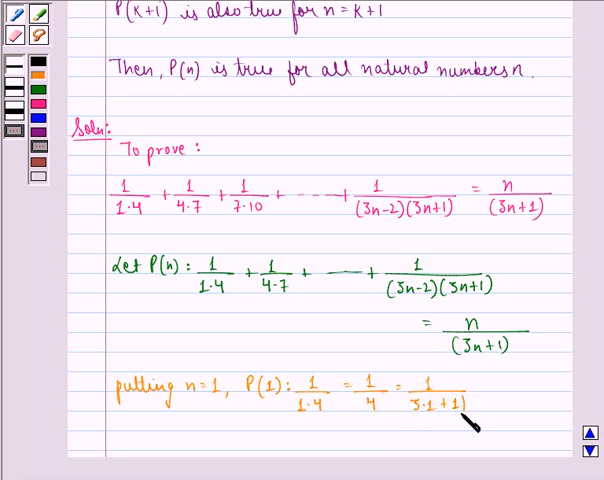 P(K+1) is also true for n = K+1
Then, P(n) is true for all natural numbers n.
Soln:
To prove :
1/(1·4) + 1/(4·7) + 1/(7·10) + ------ + 1/((3n-2)(3n+1)) = n/(3n+1)
Let P(n) : 1/(1·4) + 1/(4·7) + ---- + 1/((3n-2)(3n+1))
= n/(3n+1)
putting n = 1, P(1) : 1/(1·4) = 1/4 = 1/(3·1+1)